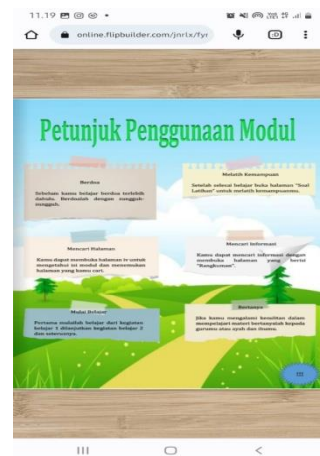 11.19
online.flipbuilder.com/jnrlx/fyr
Petunjuk Penggunaan Modul
Berdoa
Sebelum kamu belajar berdoa terlebih
dahulu. Berdoalah dengan sungguh-
sungguh.
Mencari Halaman
Kamu dapat membuka halaman iv untuk
mengetahui isi modul dan menemukan
halaman yang kamu cari.
Mulai Belajar
Pertama mulailah belajar dari kegiatan
belajar 1 dilanjutkan kegiatan belajar 2
dan seterusnya.
Melatih Kemampuan
Setelah selesai belajar buka halaman "Soal
Latihan" untuk melatih kemampuanmu.
Mencari Informasi
Kamu dapat mencari informasi dengan
membuka halaman yang berisi
"Rangkuman".
Bertanya
Jika kamu mengalami kesulitan dalam
mempelajari materi bertanyalah kepada
gurumu atau ayah dan ibumu.